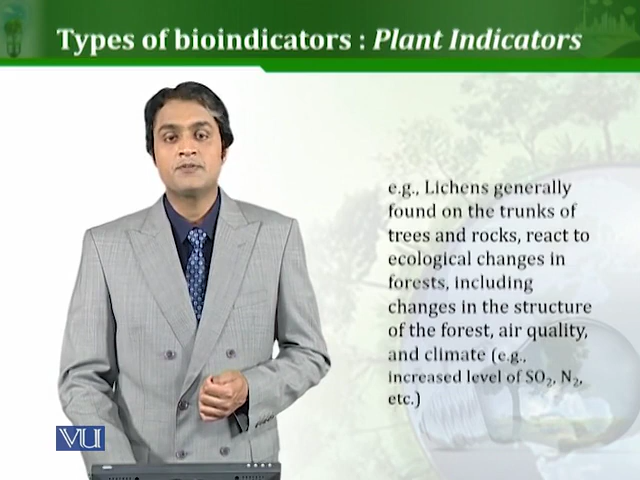 Types of bioindicators : Plant Indicators
e.g., Lichens generally
found on the trunks of
trees and rocks, react to
ecological changes in
forests, including
changes in the structure
of the forest, air quality,
and climate (e.g.,
increased level of SO₂, N₂,
etc.)
VU